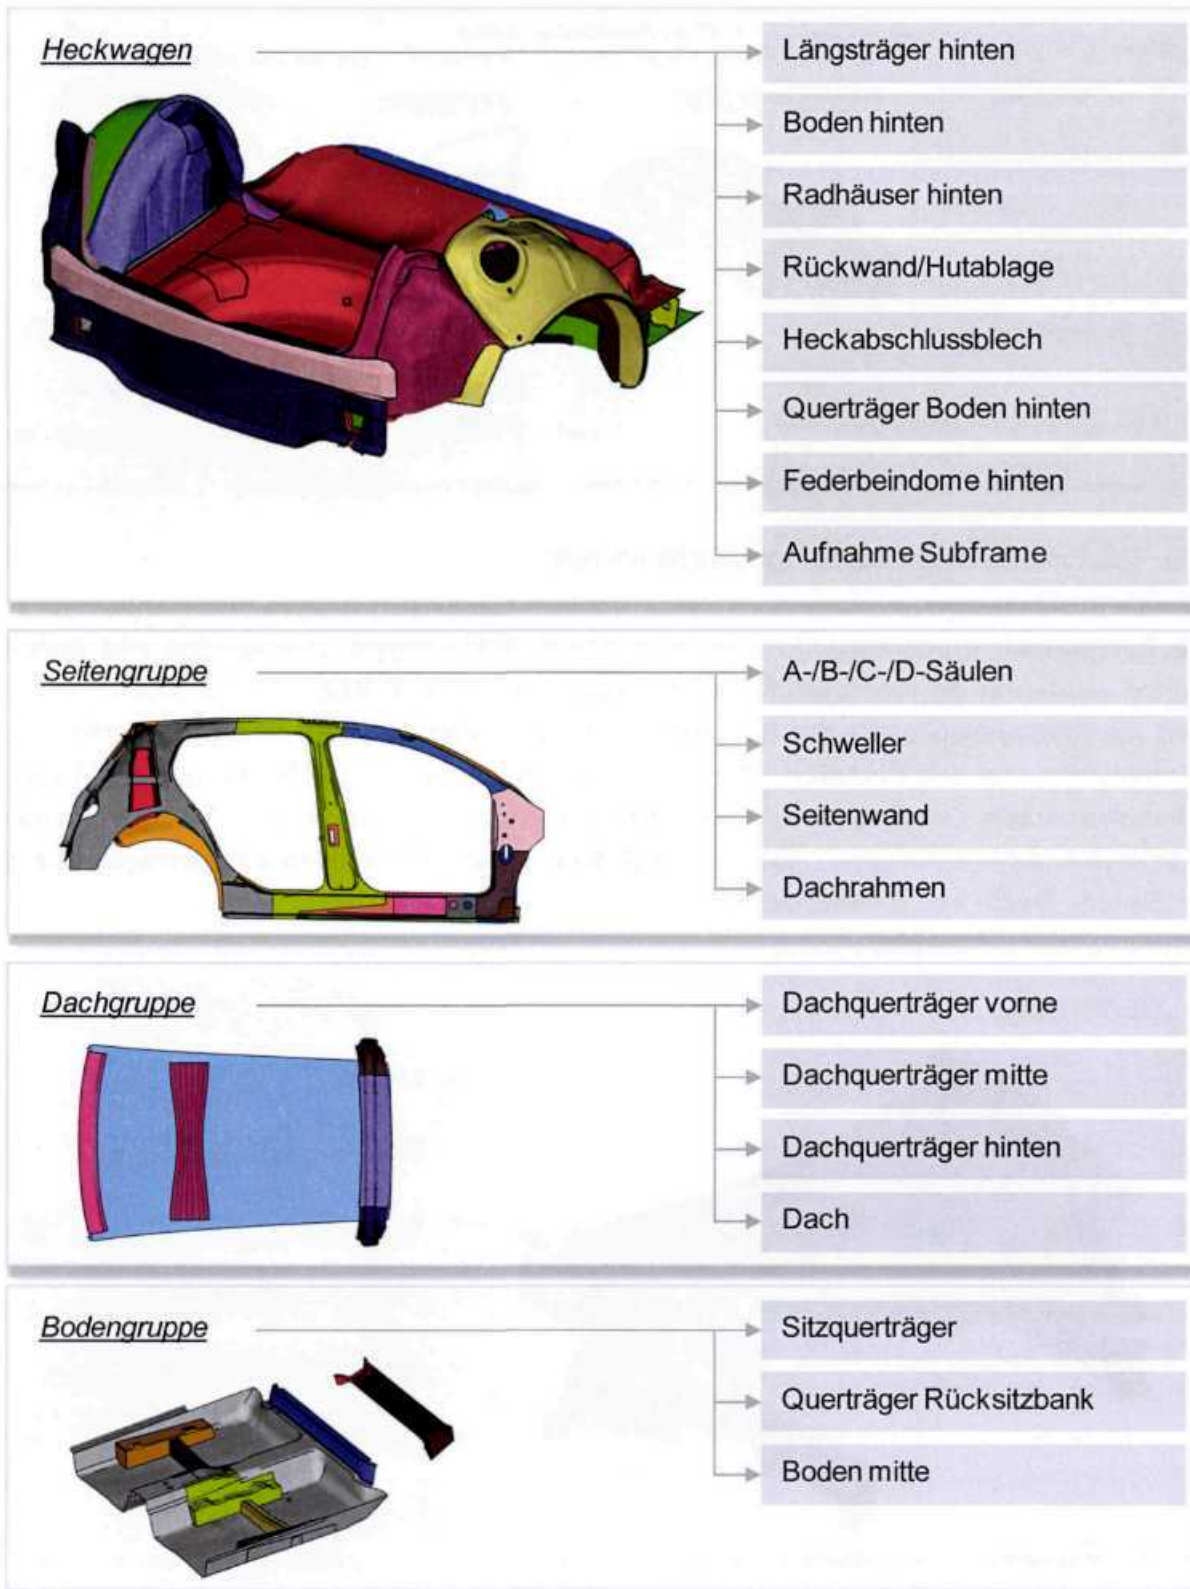 Heckwagen
Längsträger hinten
Boden hinten
Radhäuser hinten
Rückwand/Hutablage
Heckabschlussblech
Querträger Boden hinten
Federbeindome hinten
Aufnahme Subframe
Seitengruppe
A-/B-/C-/D-Säulen
Schweller
Seitenwand
Dachrahmen
Dachgruppe
Dachquerträger vorne
Dachquerträger mitte
Dachquerträger hinten
Dach
Bodengruppe
Sitzquerträger
Querträger Rücksitzbank
Boden mitte